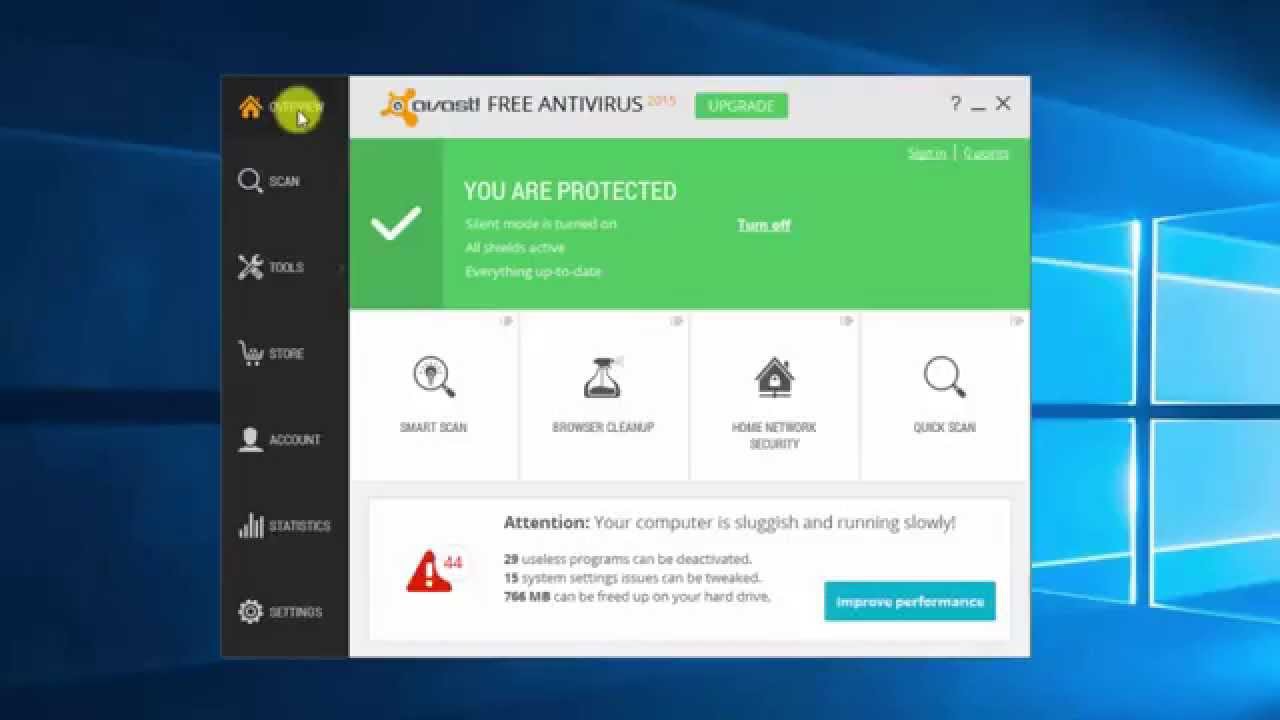 OVERVIEW
SCAN
TOOLS
STORE
ACCOUNT
STATISTICS
SETTINGS
avast! FREE ANTIVIRUS 2015
UPGRADE
?
Sign in | 0 points
YOU ARE PROTECTED
Silent mode is turned on
Turn off
All shields active
Everything up-to-date
SMART SCAN
BROWSER CLEANUP
HOME NETWORK
SECURITY
QUICK SCAN
Attention: Your computer is sluggish and running slowly!
44
29 useless programs can be deactivated.
15 system settings issues can be tweaked.
766 MB can be freed up on your hard drive.
Improve performance